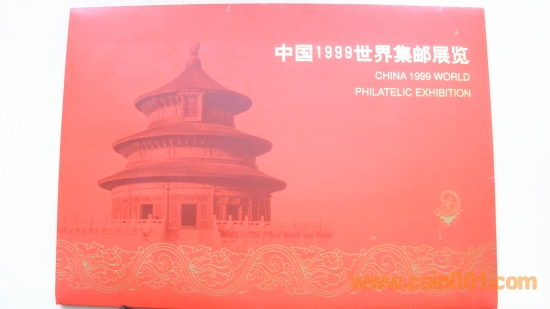 中国1999世界集邮展览
CHINA 1999 WORLD
PHILATELIC EXHIBITION
www.car001.com